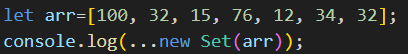 let arr=[100, 32, 15, 76, 12, 34, 32];
console.log(...new Set(arr));